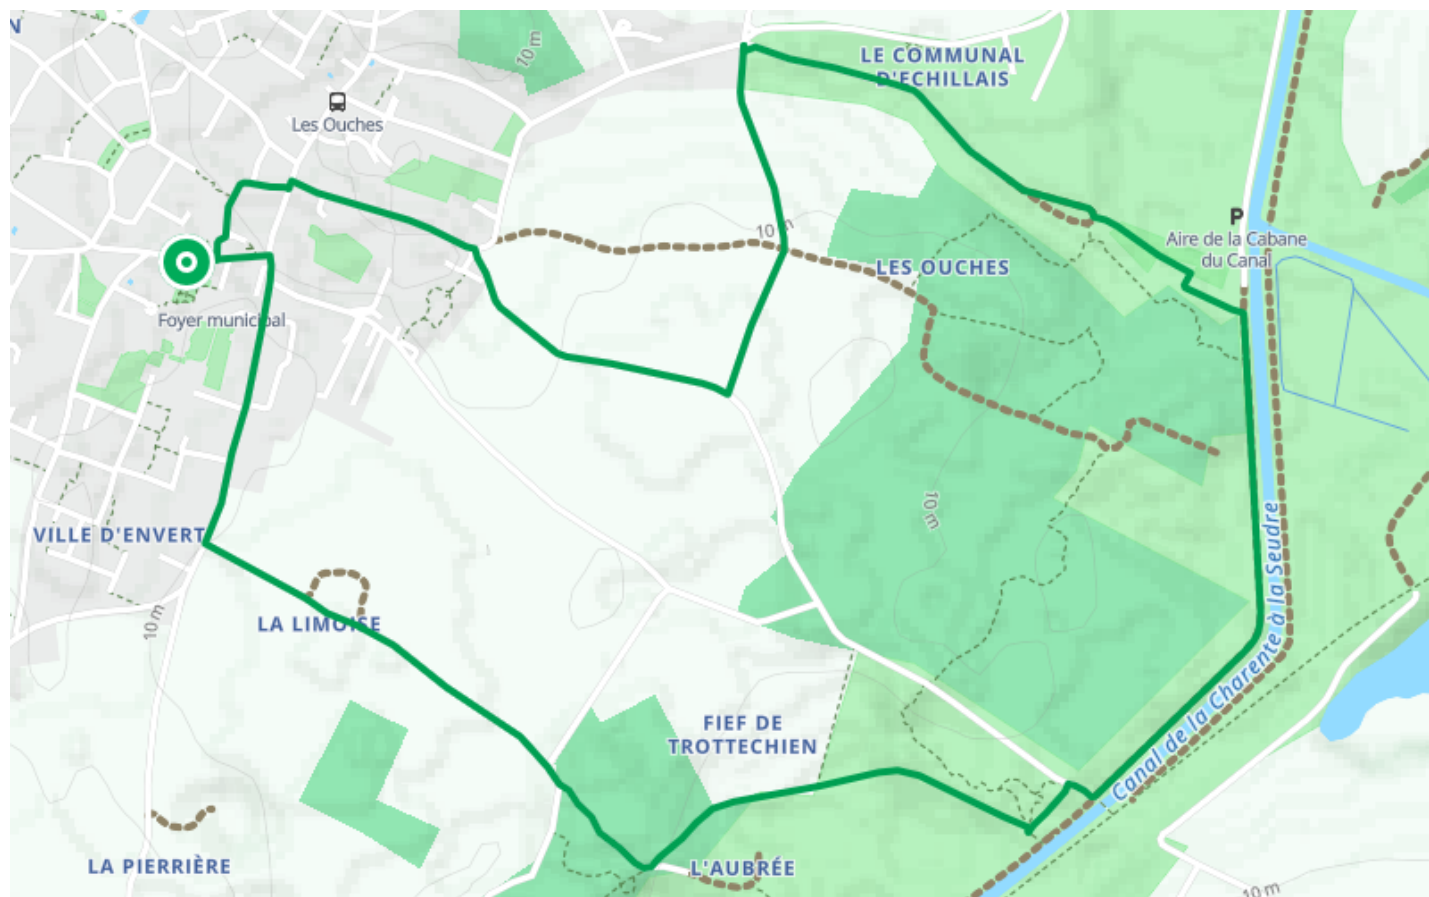 N
10 m
LE COMMUNAL
D'ECHILLAIS
Les Ouches
P
Aire de la Cabane
du Canal
10 m
LES OUCHES
Foyer municipal
10 m
VILLE D'ENVERT
Canal de la Charente à la Seudre
10 m
LA LIMOISE
FIEF DE
TROTTECHIEN
LA PIERRIÈRE
L'AUBRÉE
10 m